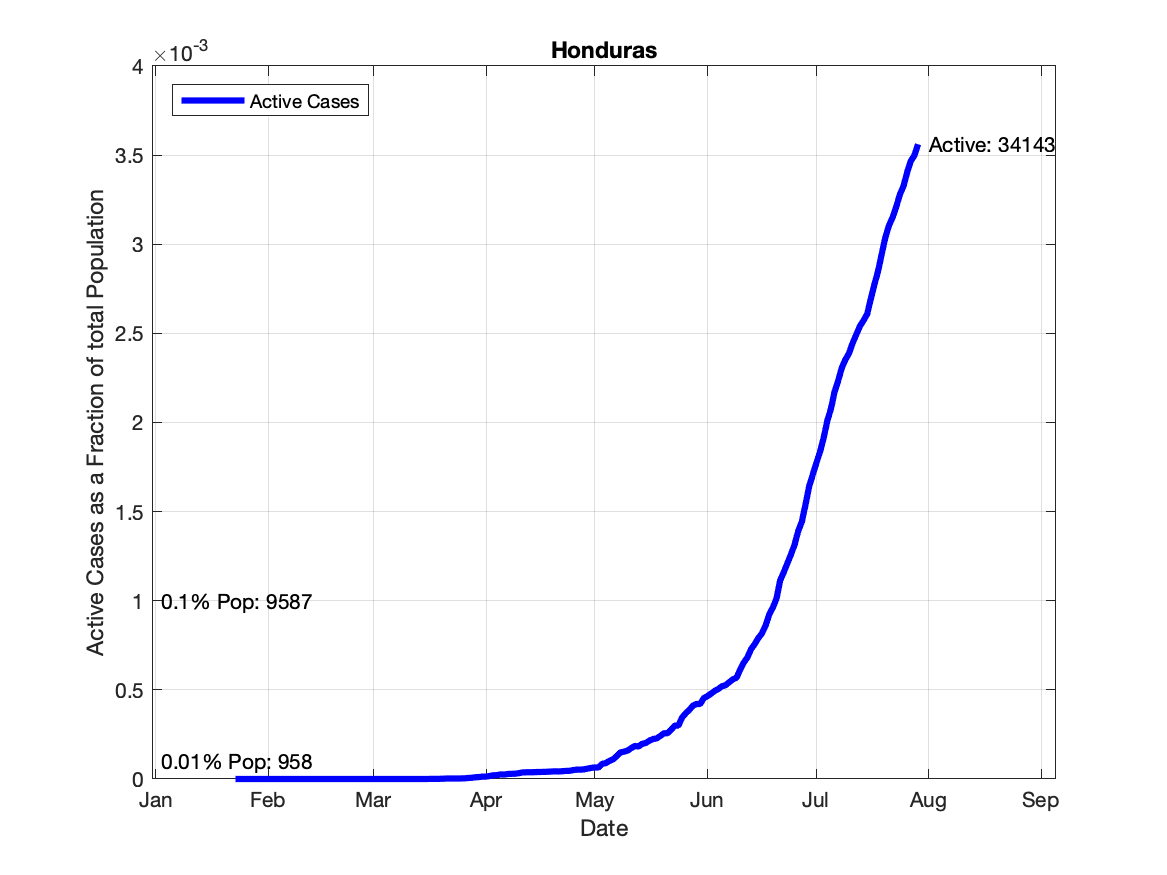 Honduras
×10-3
Active Cases
Active: 34143
4
3.5
3
2.5
2
1.5
1
0.5
0
0.1% Pop: 9587
0.01% Pop: 958
Active Cases as a Fraction of total Population
Jan Feb Mar Apr May Jun Jul Aug Sep
Date